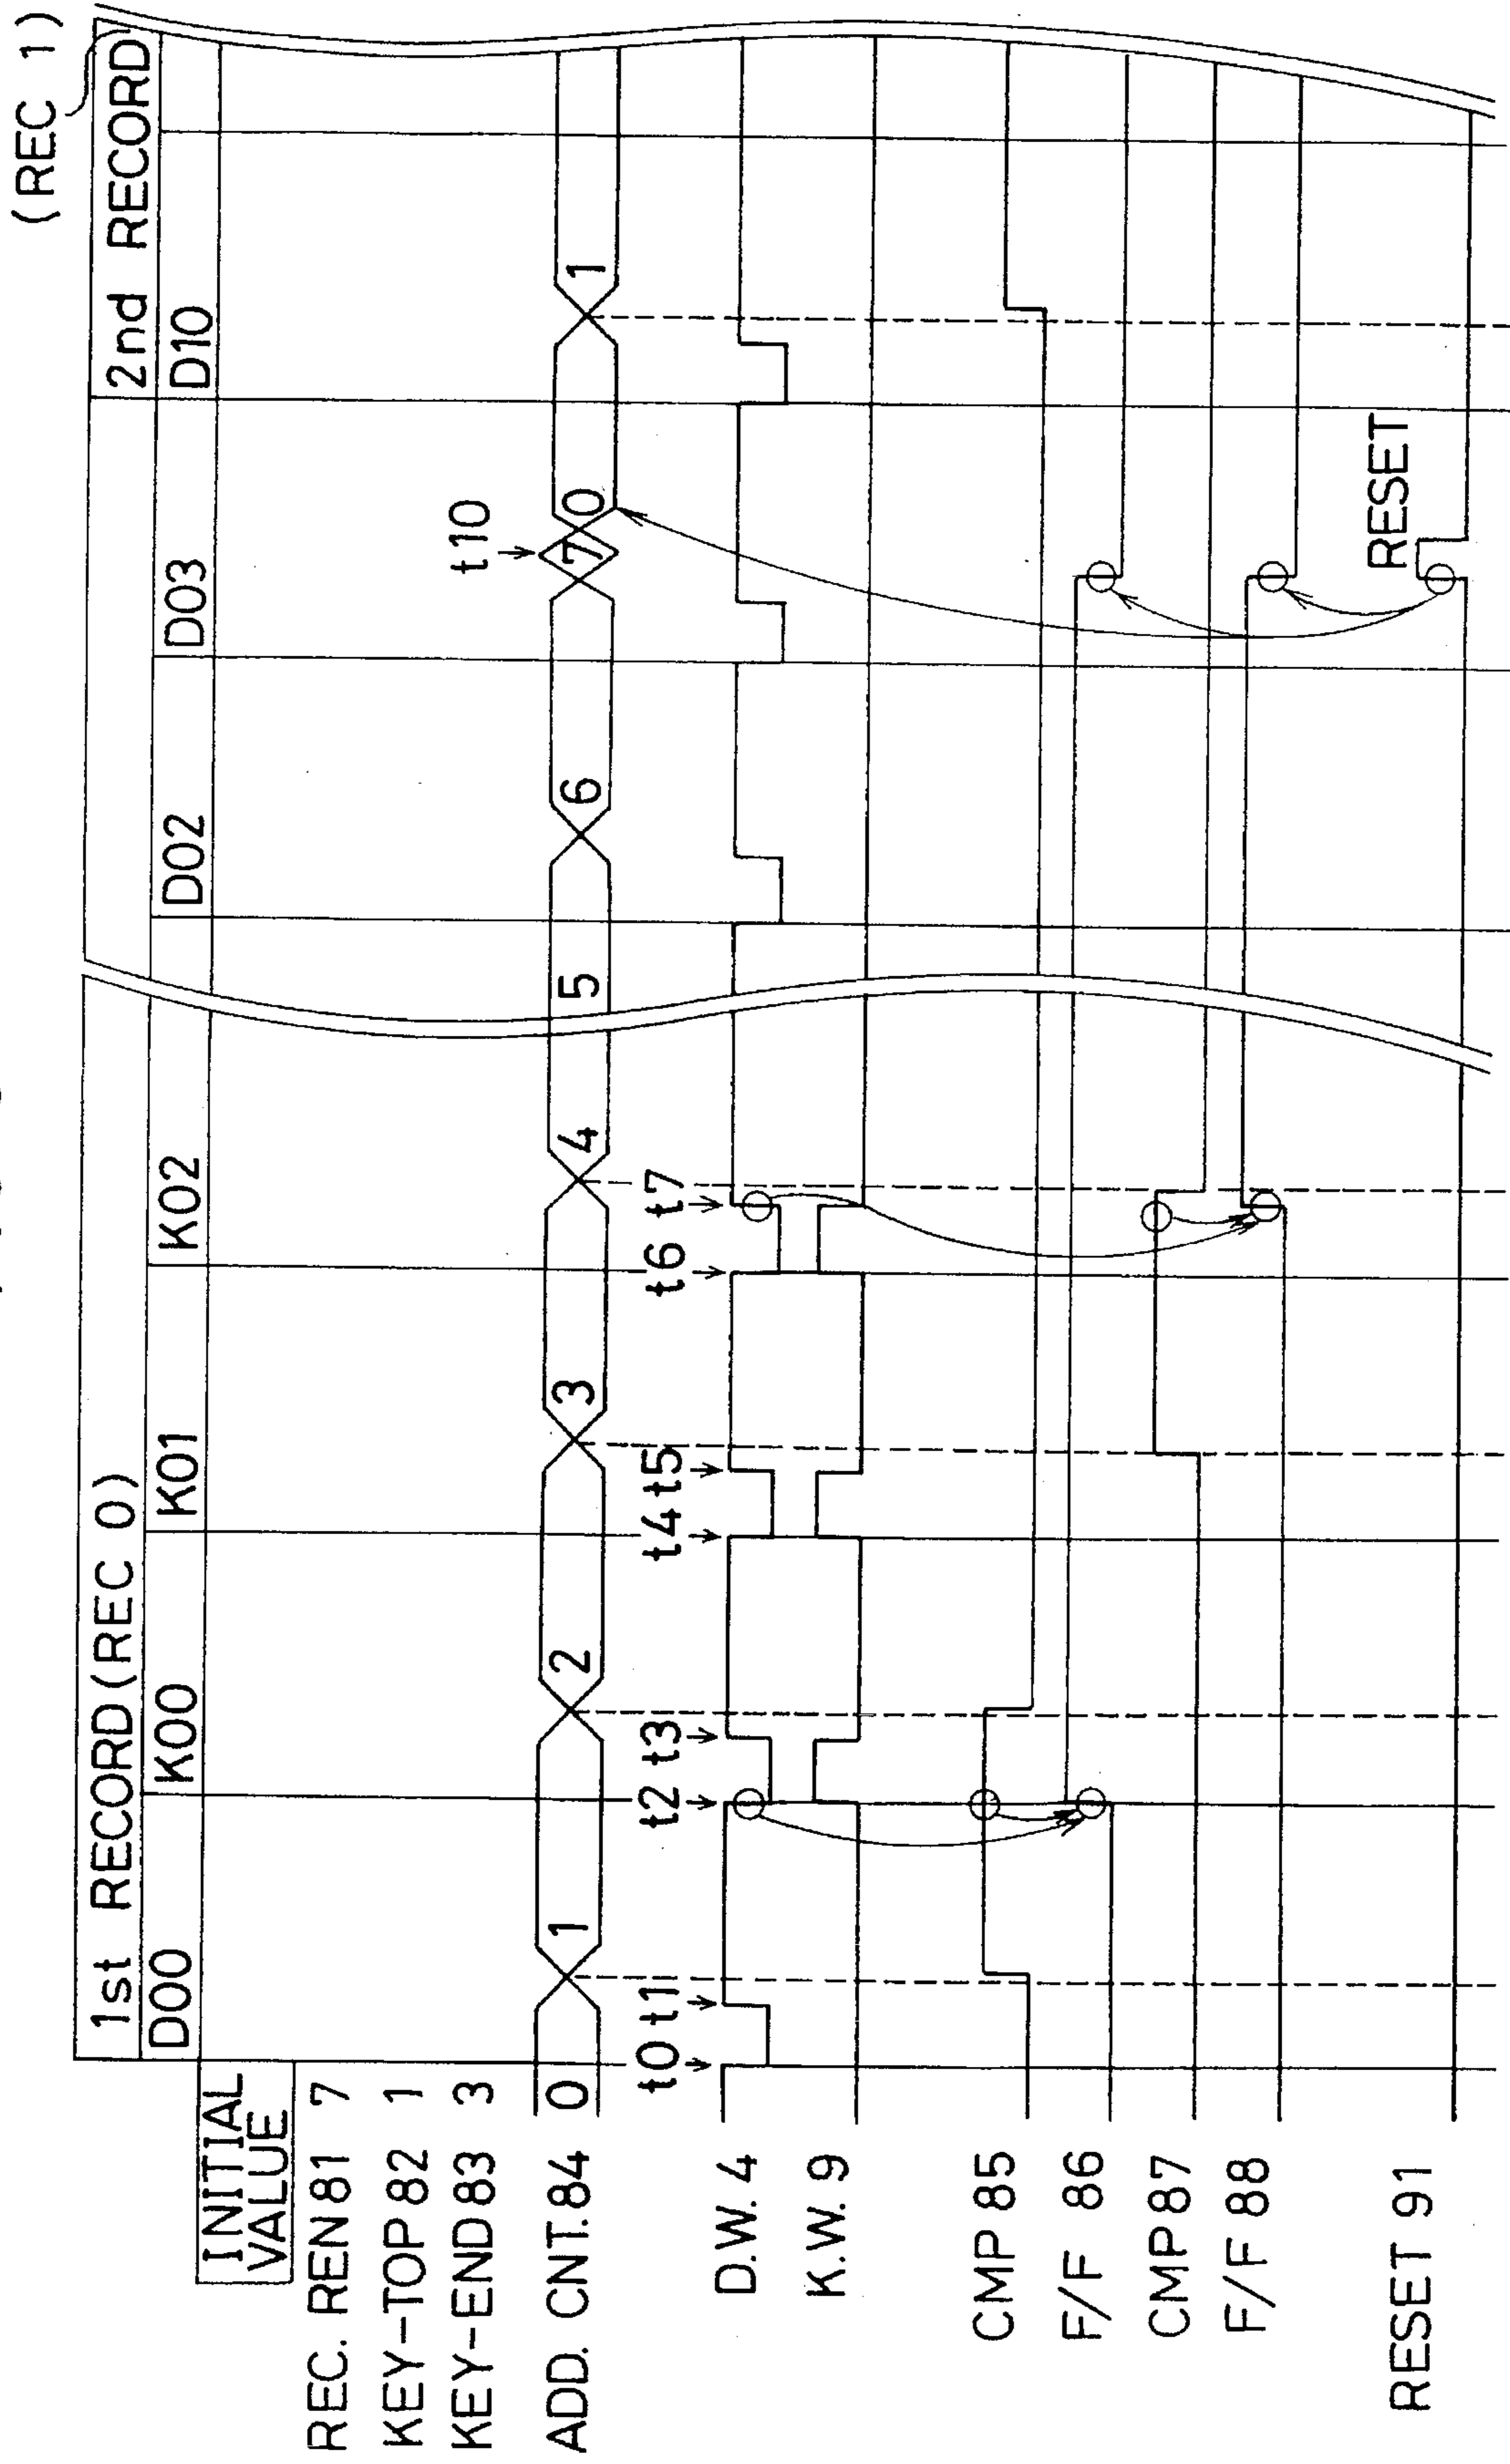 (REC 1)
1st RECORD (REC 0)
2nd RECORD
D00
K00
K01
K02
D02
D03
D10
INITIAL
VALUE
REC. REN 81 7
KEY-TOP 82 1
KEY-END 83 3
ADD. CNT. 84 0 1 2 3 4 5 6 7 0 1
t10
t0 t1 t2 t3 t4 t5 t6 t7
D.W. 4
K.W. 9
CMP 85
F/F 86
CMP 87
F/F 88
RESET
RESET 91